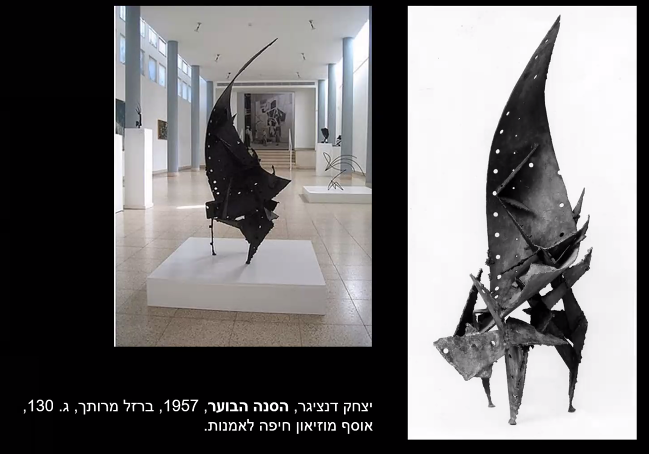 יצחק דנציגר, הסנה הבוער, 1957, ברזל מרותך, ג. 130,
אוסף מוזיאון חיפה לאמנות.